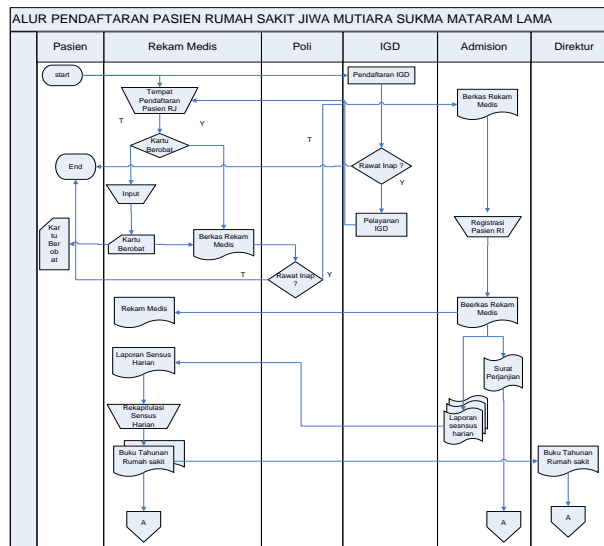 ALUR PENDAFTARAN PASIEN RUMAH SAKIT JIWA MUTIARA SUKMA MATARAM LAMA
Pasien
Rekam Medis
Poli
IGD
Admision
Direktur
start
Pendaftaran IGD
Tempat
Pendaftaran
Pasien RJ
Berkas Rekam
Medis
T
Y
T
Kartu
Berobat
End
Rawat Inap ?
Y
Input
Pelayanan
IGD
Registrasi
Pasien RI
Kar
tu
Ber
ob
at
Kartu
Berobat
Berkas Rekam
Medis
T
Rawat Inap
?
Y
Rekam Medis
Beerkas Rekam
Medis
Laporan Sensus
Harian
Surat
Perjanjian
Rekapitulasi
Sensus
Harian
Laporan
sesnsus
harian
Buku Tahunan
Rumah sakit
Buku Tahunan
Rumah sakit
A
A
A